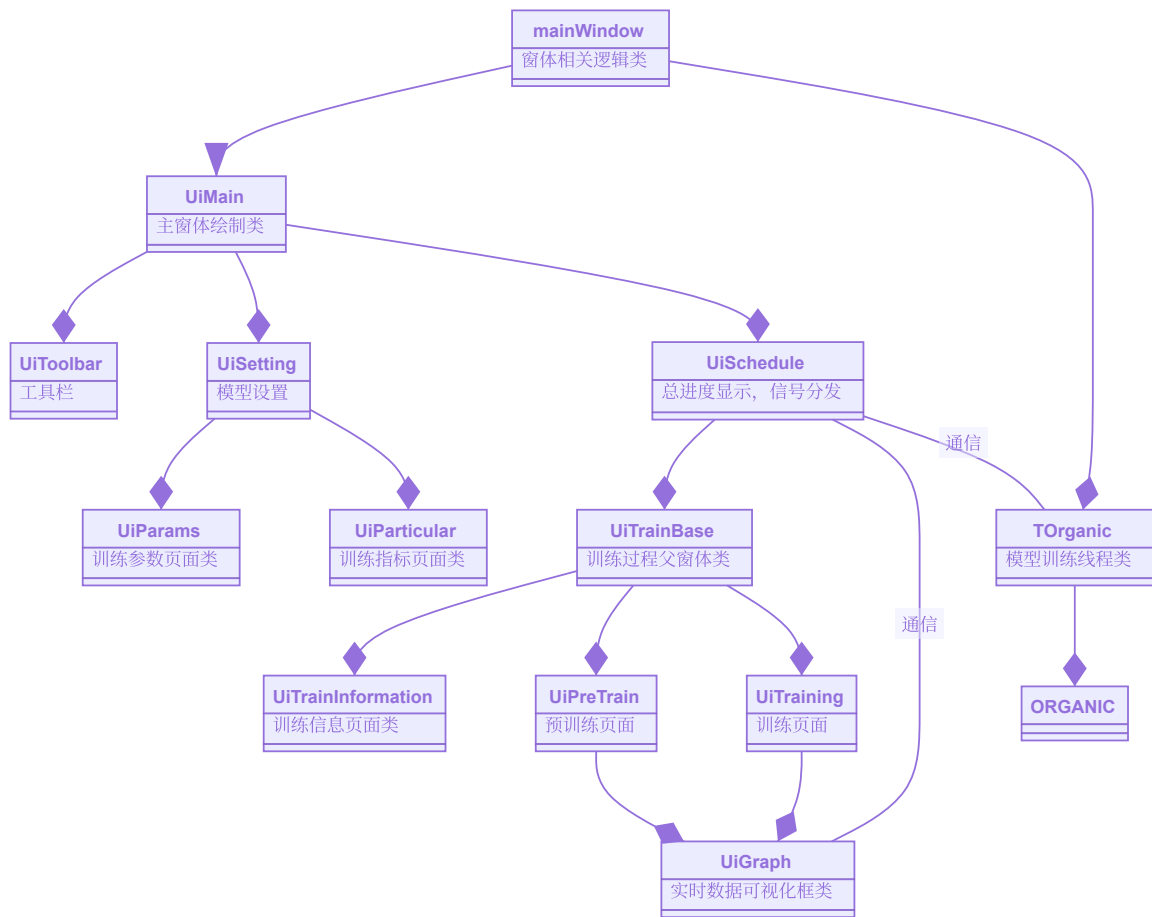 mainWindow
窗体相关逻辑类
UiMain
主窗体绘制类
UiToolbar
工具栏
UiSetting
模型设置
UiSchedule
总进度显示，信号分发
通信
UiParams
训练参数页面类
UiParticular
训练指标页面类
UiTrainBase
训练过程父窗体类
TOrganic
模型训练线程类
通信
UiTrainInformation
训练信息页面类
UiPreTrain
预训练页面
UiTraining
训练页面
ORGANIC
UiGraph
实时数据可视化框类